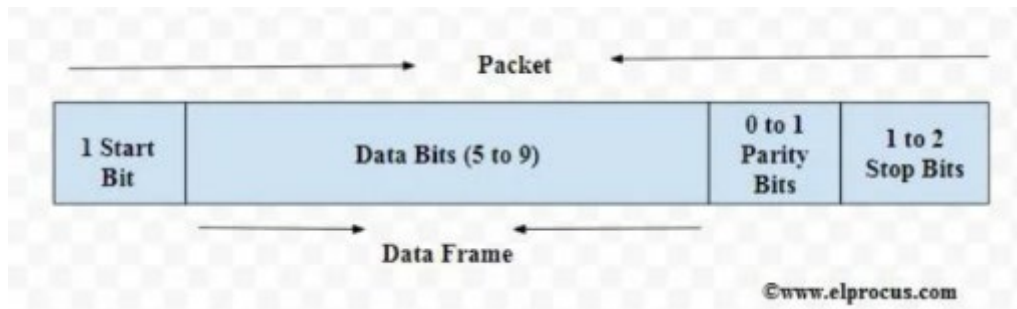 Packet
1 Start
Bit
Data Bits (5 to 9)
0 to 1
Parity
Bits
1 to 2
Stop Bits
Data Frame
©www.elprocus.com